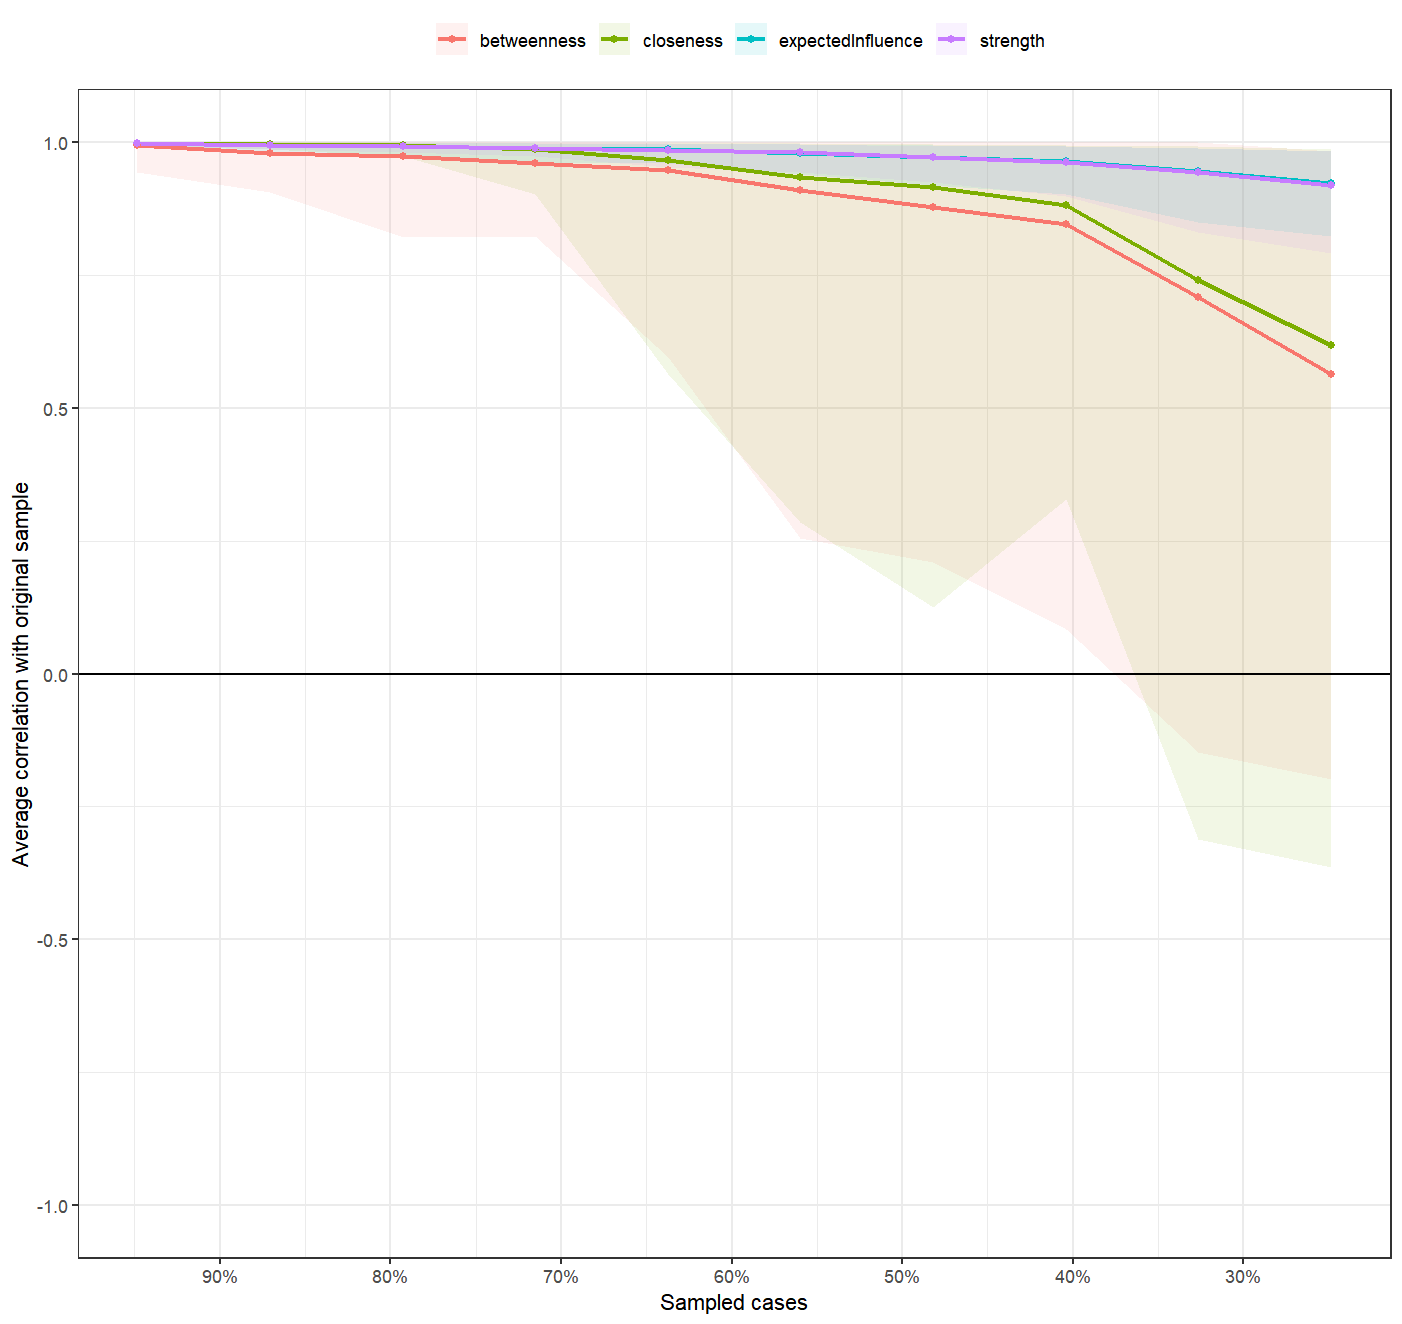 betweenness closeness expectedInfluence strength
Average correlation with original sample
1.0
0.5
0.0
-0.5
-1.0
90% 80% 70% 60% 50% 40% 30%
Sampled cases